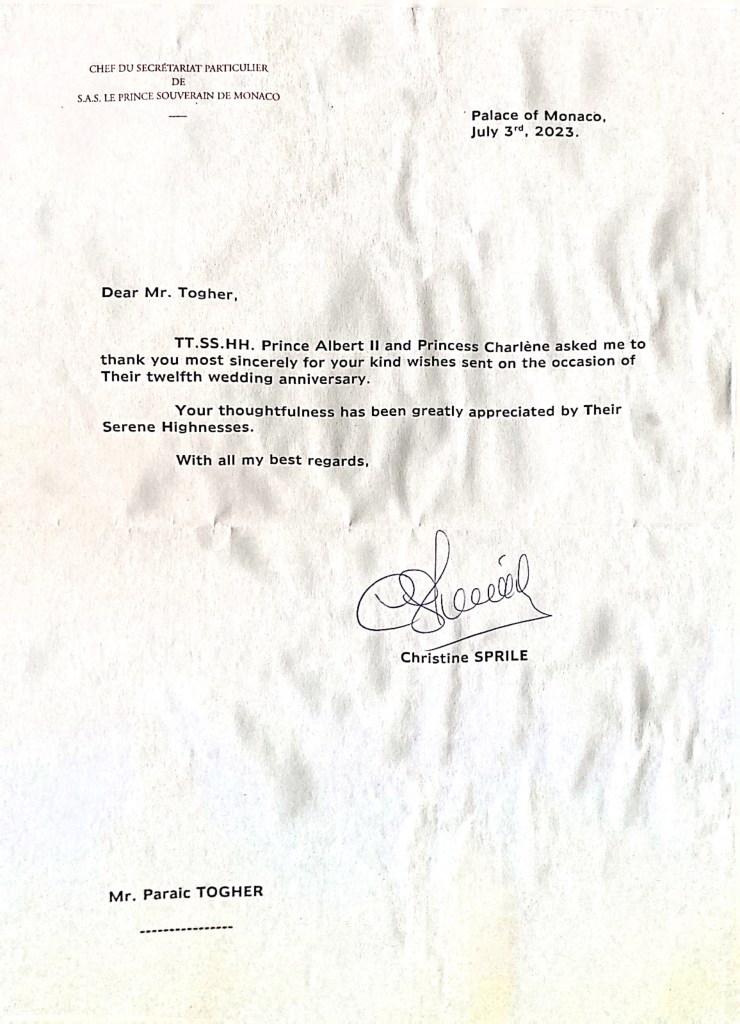 CHEF DU SECRÉTARIAT PARTICULIER
DE
S.A.S. LE PRINCE SOUVERAIN DE MONACO
Palace of Monaco,
July 3rd, 2023.
Dear Mr. Togher,
TT.SS.HH. Prince Albert II and Princess Charlène asked me to
thank you most sincerely for your kind wishes sent on the occasion of
Their twelfth wedding anniversary.
Your thoughtfulness has been greatly appreciated by Their
Serene Highnesses.
With all my best regards,
Christine SPRILE
Mr. Paraic TOGHER
----------------